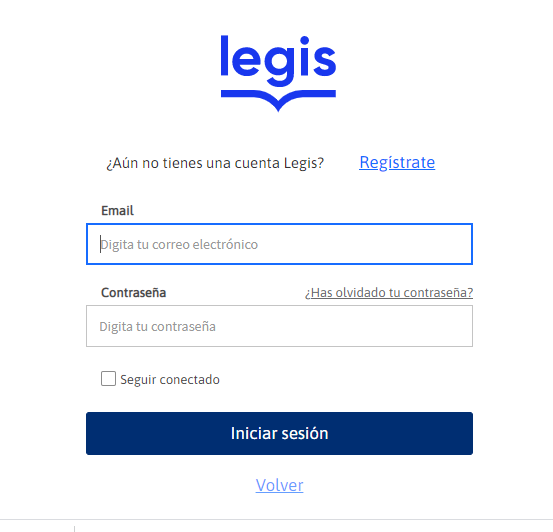 legis
¿Aún no tienes una cuenta Legis? Regístrate
Email
Digita tu correo electrónico
Contraseña ¿Has olvidado tu contraseña?
Digita tu contraseña
Seguir conectado
Iniciar sesión
Volver